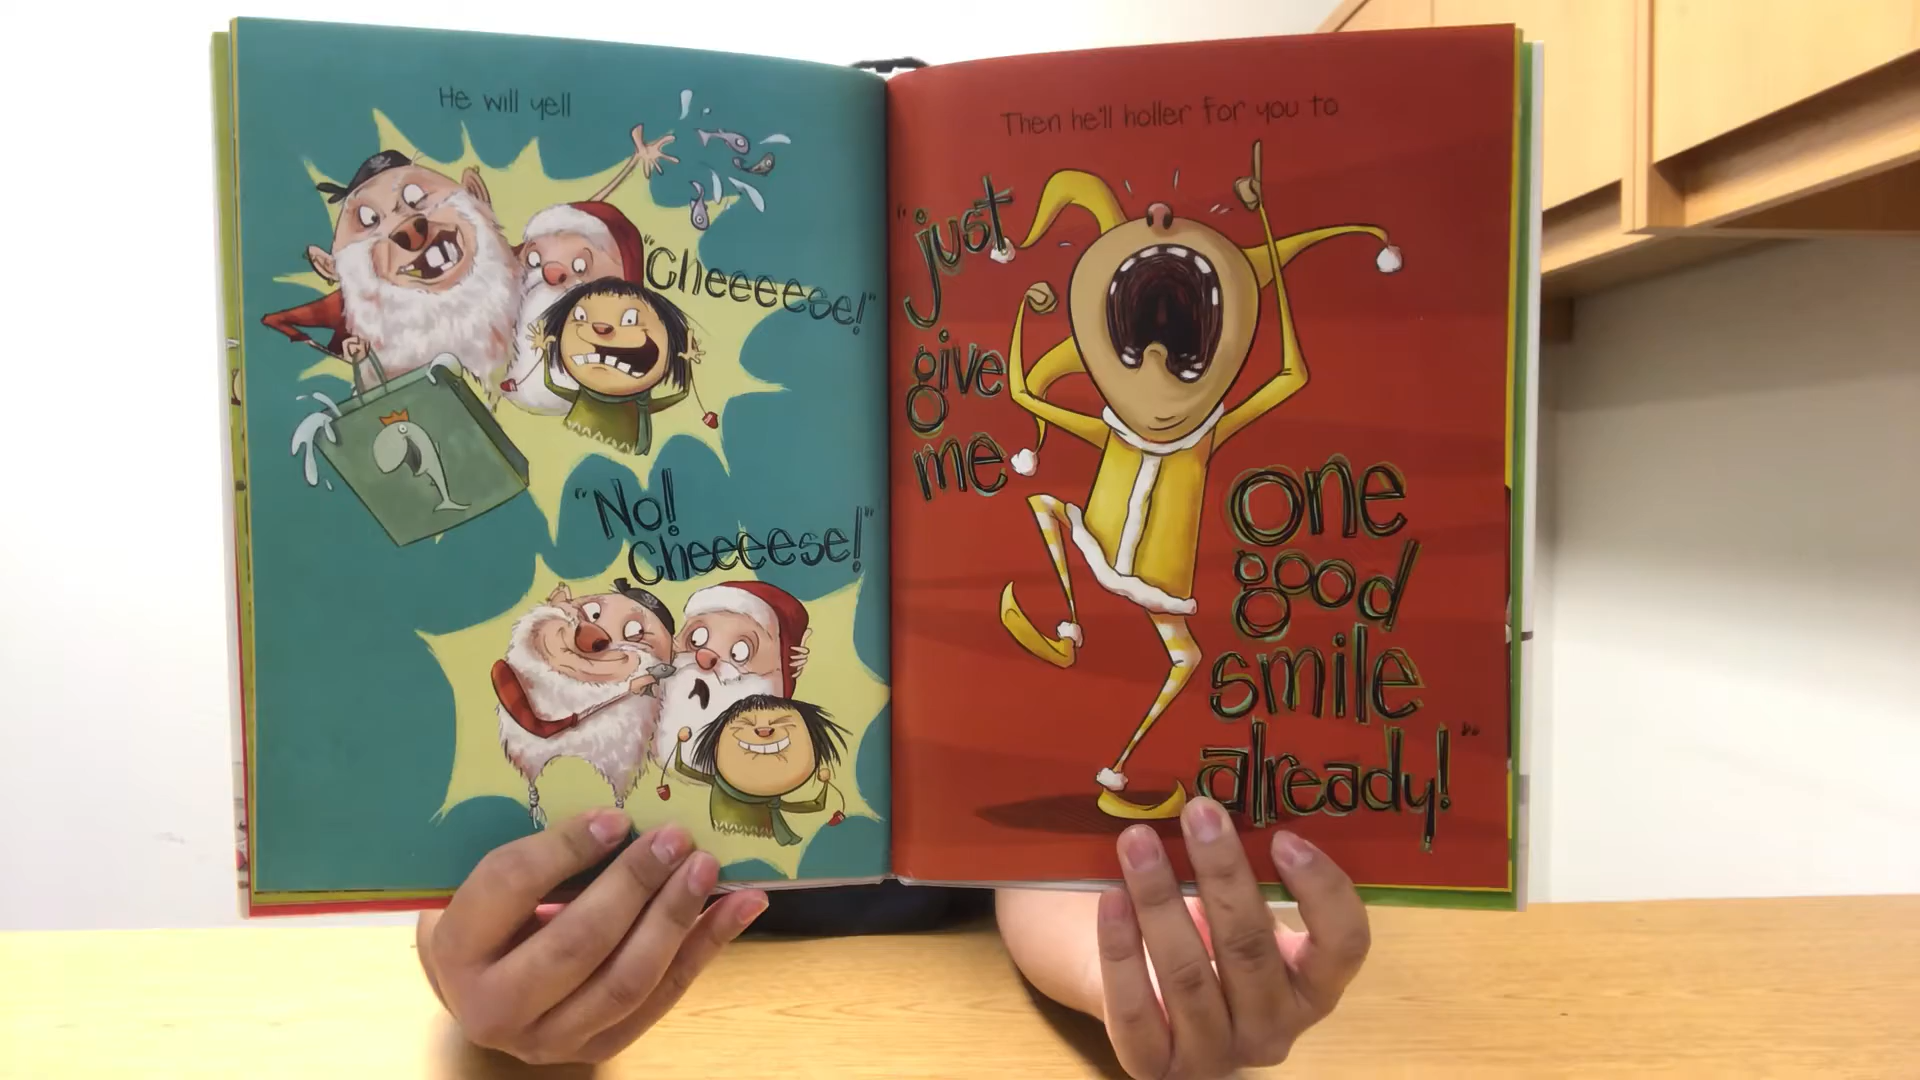 He will yell
"Cheeeese!"
"No!
Cheeeese!"
Then he'll holler for you to
"just
give
me
one
good
smile
already!"